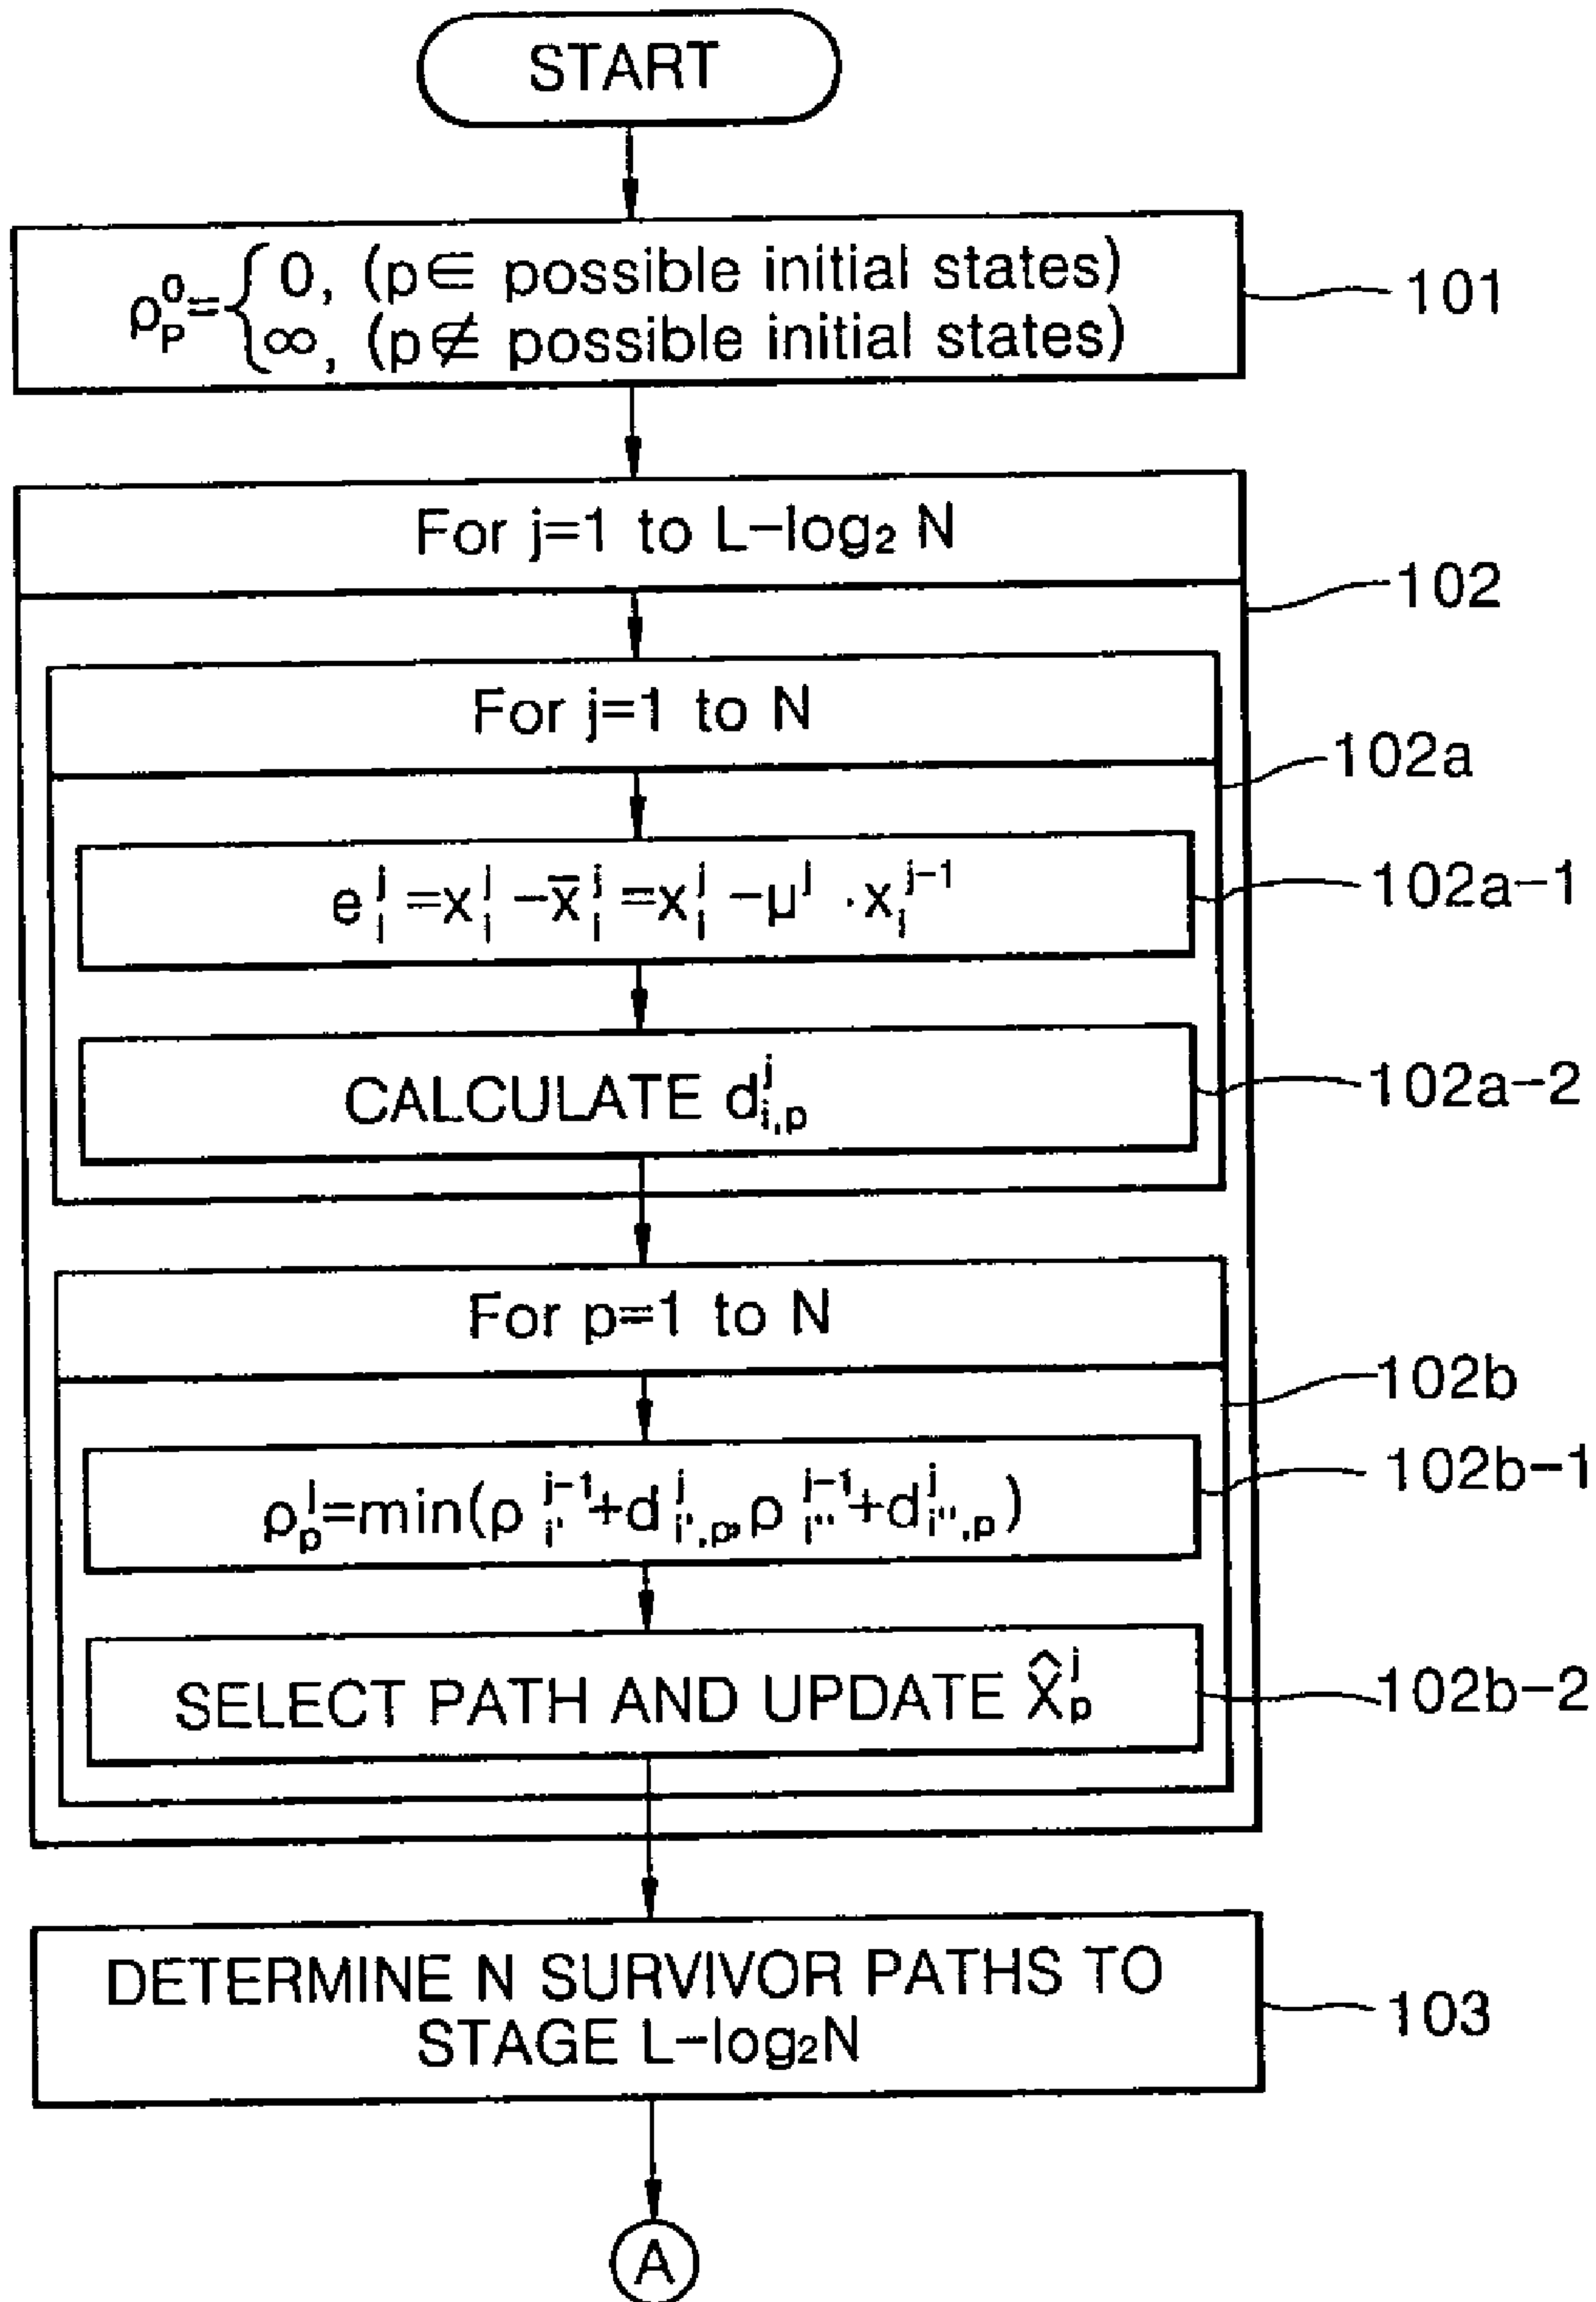 START
ρ_p^0 = { 0, (p∈ possible initial states)
∞, (p∉ possible initial states)
101
For j=1 to L-log₂ N
102
For j=1 to N
102a
e_i^j = x_i^j - x̄_i^j = x_i^j - μ^j · x_i^{j-1}
102a-1
CALCULATE d_{i,p}^j
102a-2
For p=1 to N
102b
ρ_p^j = min(ρ_{i'}^{j-1} + d_{i',p}^j, ρ_{i''}^{j-1} + d_{i'',p}^j)
102b-1
SELECT PATH AND UPDATE X̂_p^j
102b-2
DETERMINE N SURVIVOR PATHS TO
STAGE L-log₂N
103
A